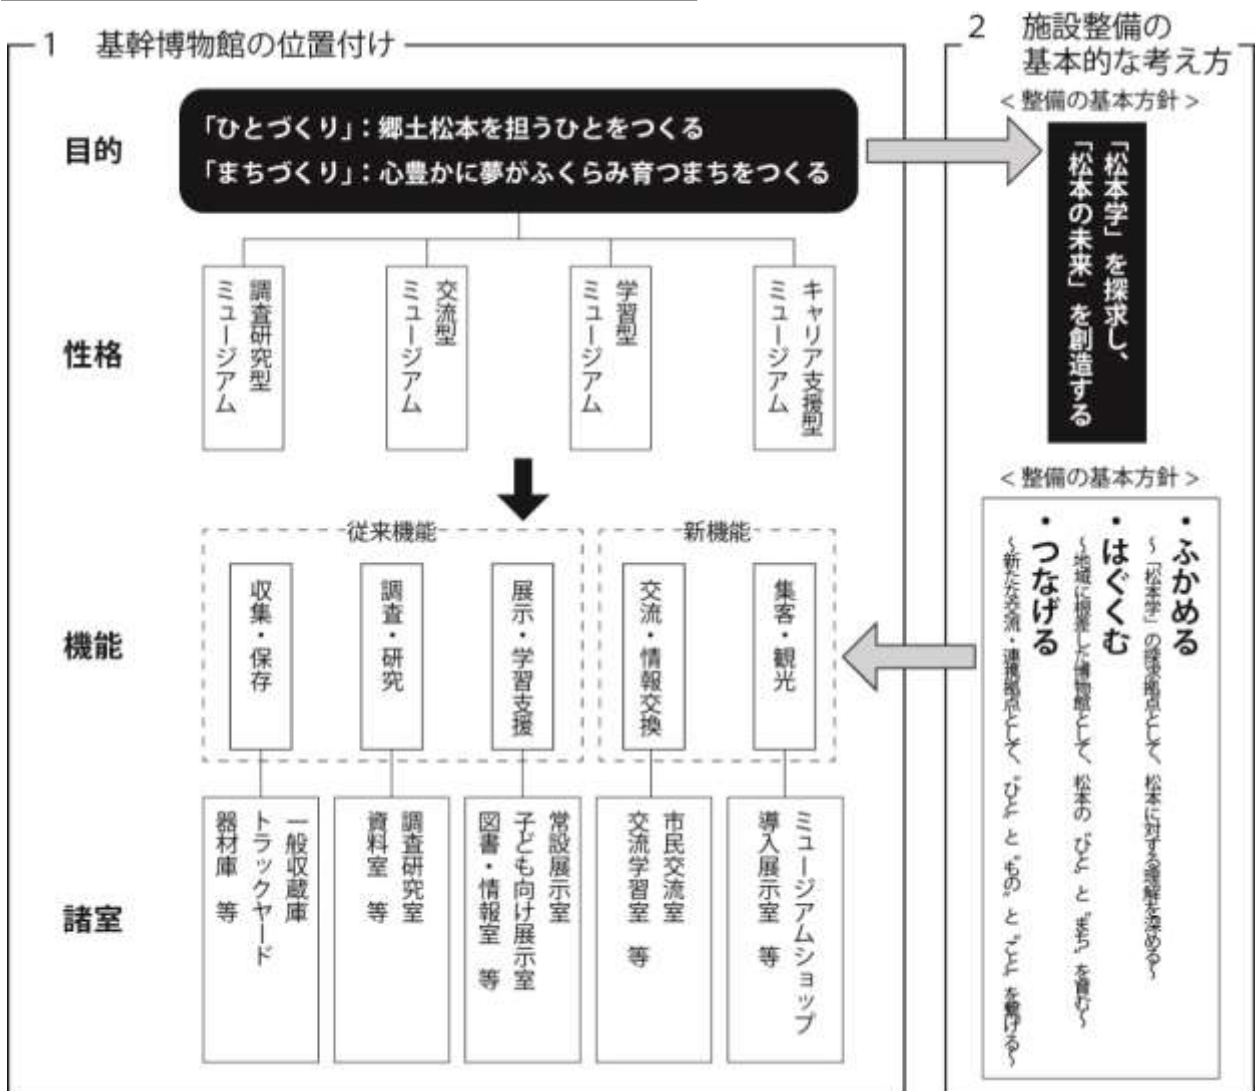 1 基幹博物館の位置付け
目的
「ひとづくり」：郷土松本を担うひとをつくる
「まちづくり」：心豊かに夢がふくらみ育つまちをつくる
性格
調査研究型
ミュージアム
交流型
ミュージアム
学習型
ミュージアム
キャリア支援型
ミュージアム
機能
従来機能
収集・保存
調査・研究
展示・学習支援
新機能
交流・情報交換
集客・観光
諸室
一般収蔵庫
トラックヤード
器材庫 等
調査研究室
資料室 等
常設展示室
子ども向け展示室
図書・情報室 等
市民交流室
交流学習室 等
ミュージアムショップ
導入展示室 等
2 施設整備の
基本的な考え方
＜整備の基本方針＞
「松本学」を探求し、
「松本の未来」を創造する
＜整備の基本方針＞
・ふかめる
～「松本学」の探求拠点として、松本に対する理解を深める～
・はぐくむ
～地域に根差した博物館として、松本の〝ひと〟と〝まち〟を育む～
・つなげる
～新たな交流・連携拠点として、〝ひと〟と〝もの〟と〝こと〟を繋げる～